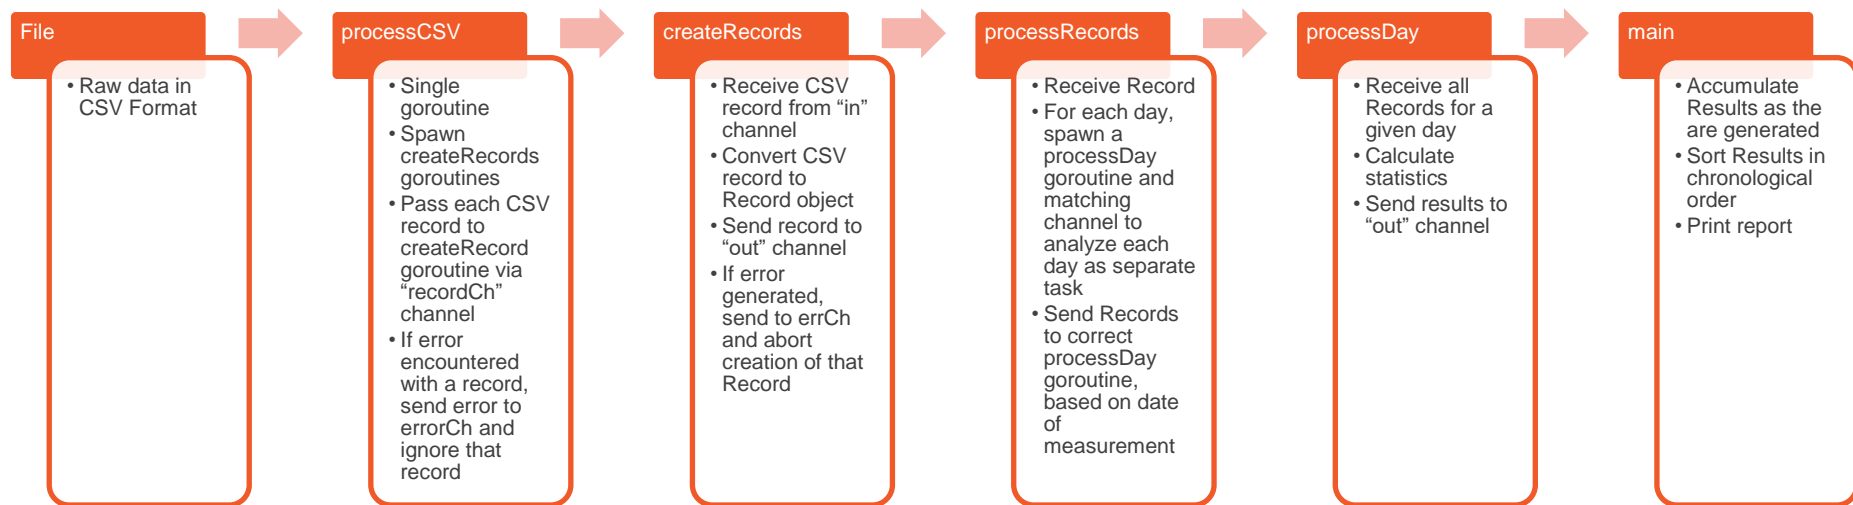 File
• Raw data in
CSV Format
processCSV
• Single
goroutine
• Spawn
createRecords
goroutines
• Pass each CSV
record to
createRecord
goroutine via
“recordCh”
channel
• If error
encountered
with a record,
send error to
errorCh and
ignore that
record
createRecords
• Receive CSV
record from “in”
channel
• Convert CSV
record to
Record object
• Send record to
“out” channel
• If error
generated,
send to errCh
and abort
creation of that
Record
processRecords
• Receive Record
• For each day,
spawn a
processDay
goroutine and
matching
channel to
analyze each
day as separate
task
• Send Records
to correct
processDay
goroutine,
based on date
of
measurement
processDay
• Receive all
Records for a
given day
• Calculate
statistics
• Send results to
“out” channel
main
• Accumulate
Results as the
are generated
• Sort Results in
chronological
order
• Print report